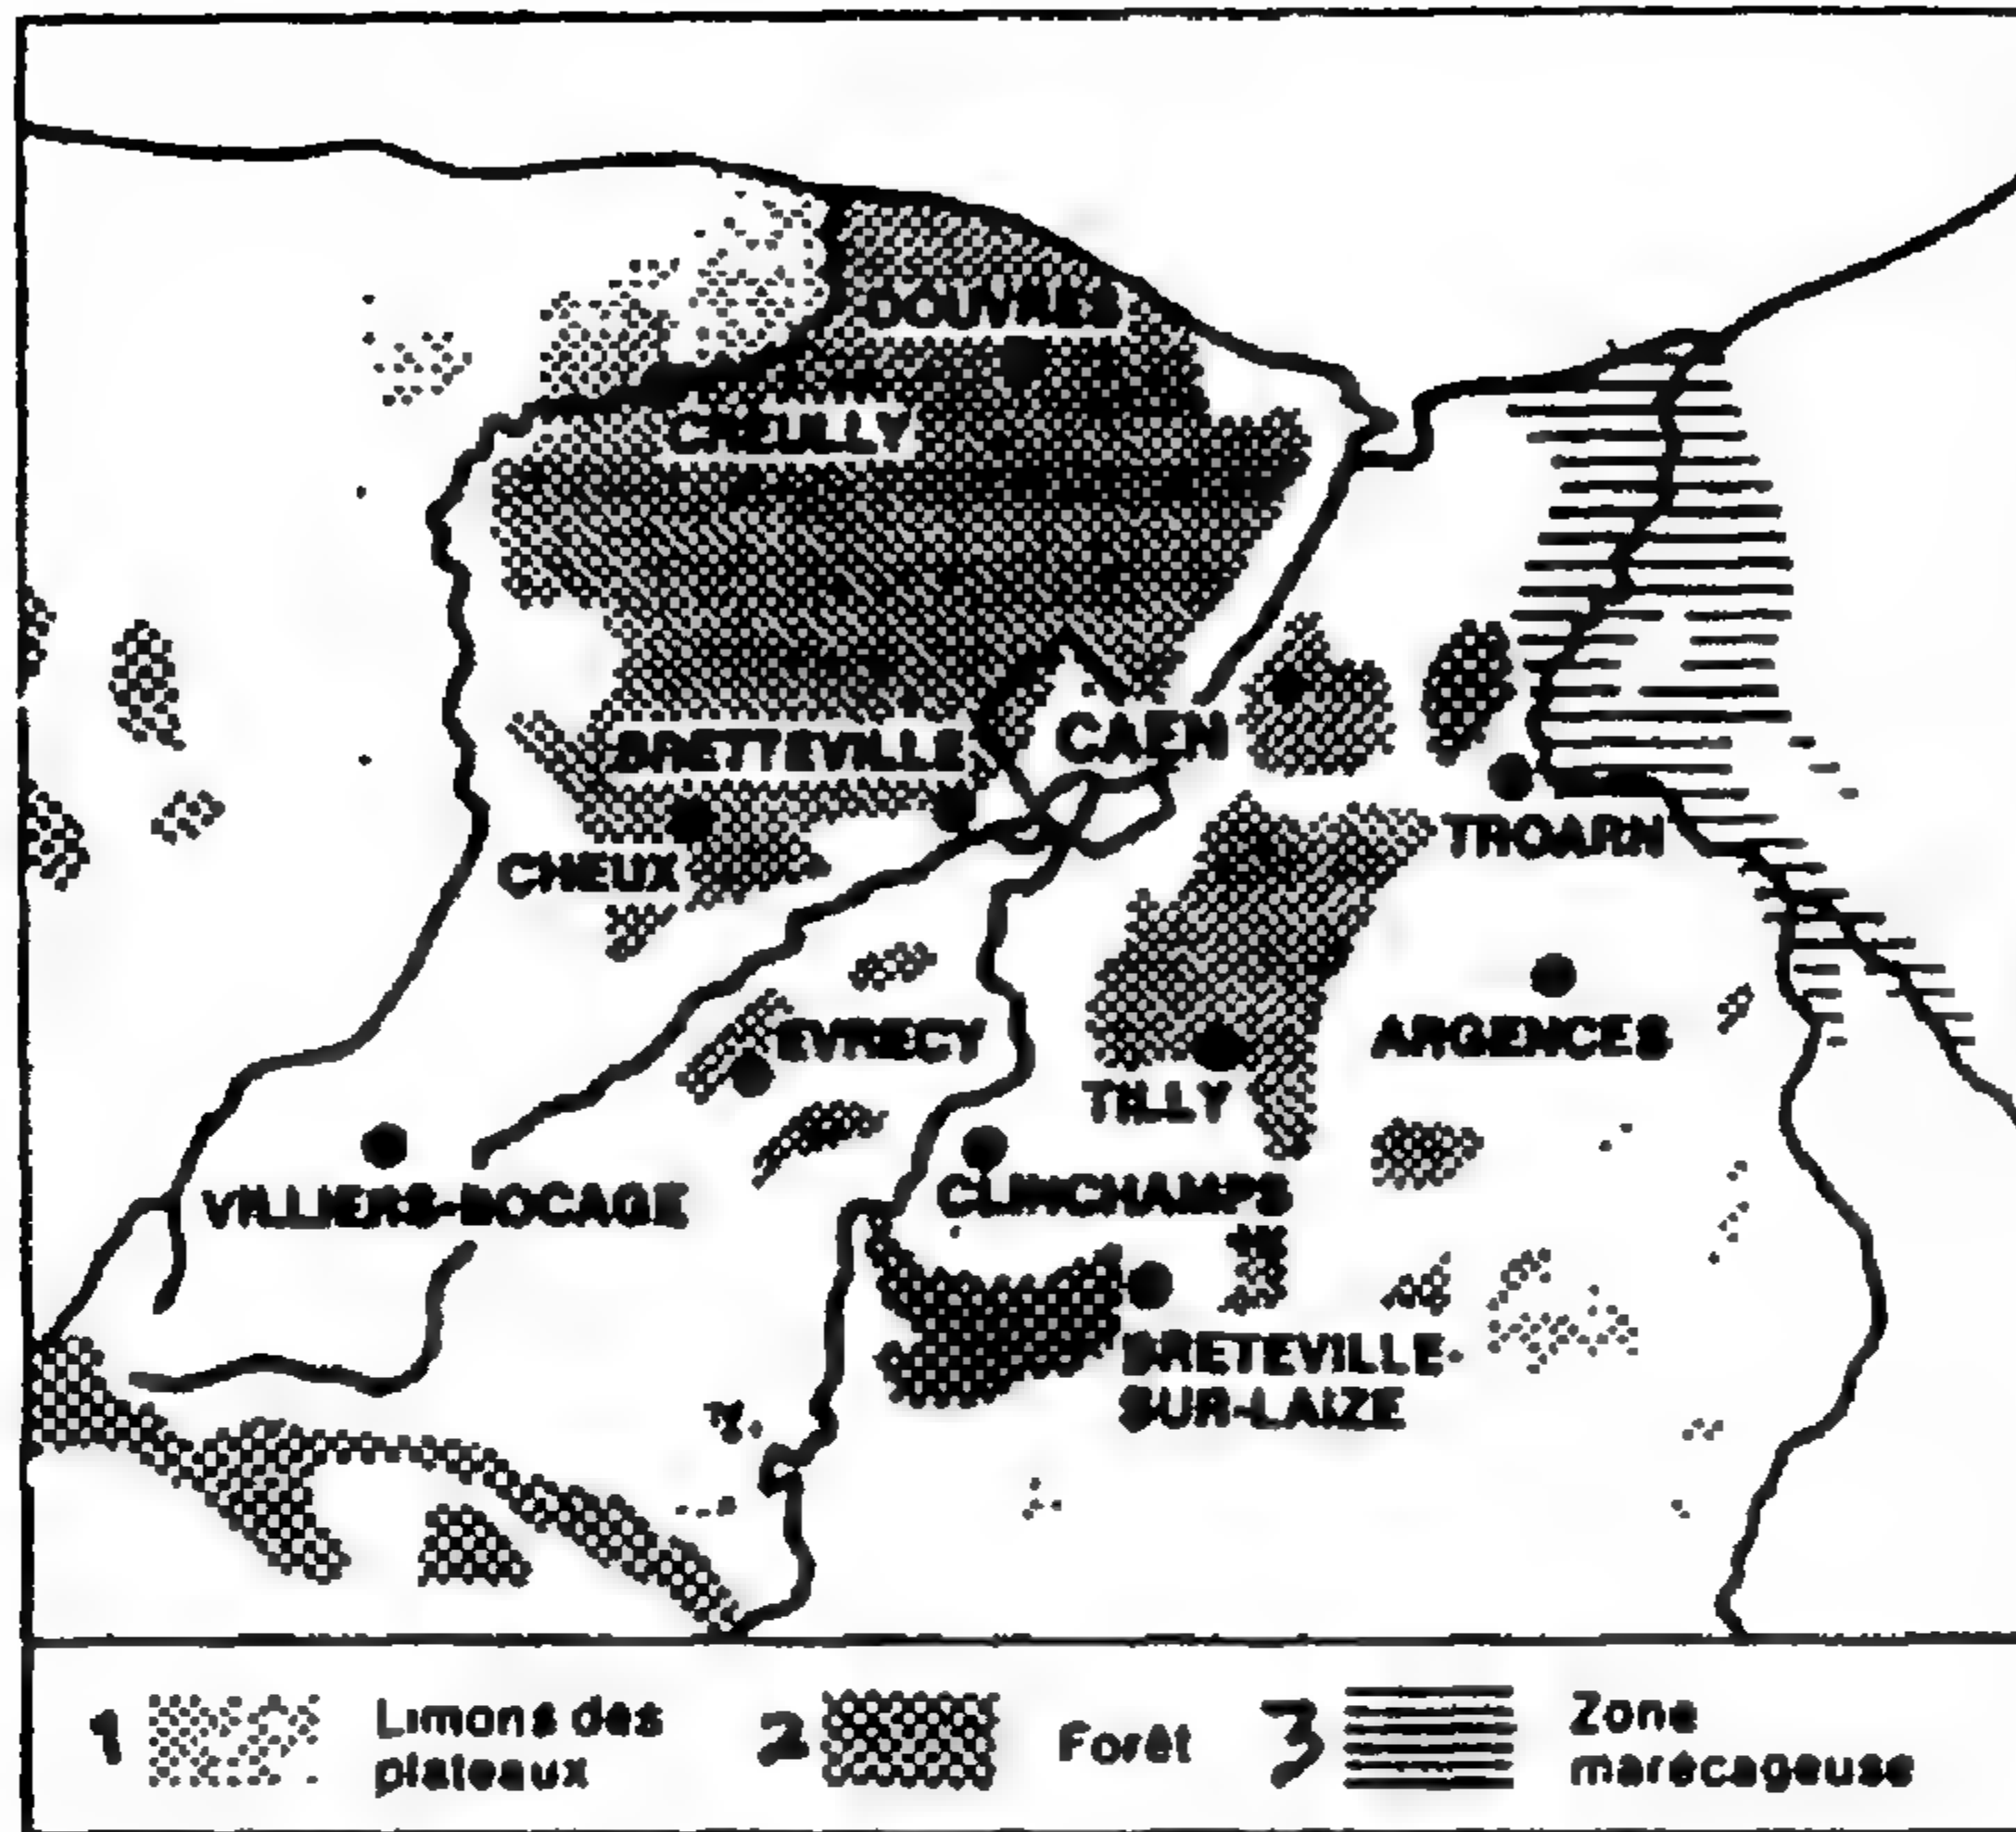 DOUVRES
CREULLY
BRETTEVILLE
CAEN
CHEUX
TROARN
EVRECY
ARGENCES
TILLY
VILLIERS-BOCAGE
CLINCHAMPS
BRETEVILLE-
SUR-LAIZE
1 Limons des
plateaux
2 Forêt
3 Zone
marécageuse